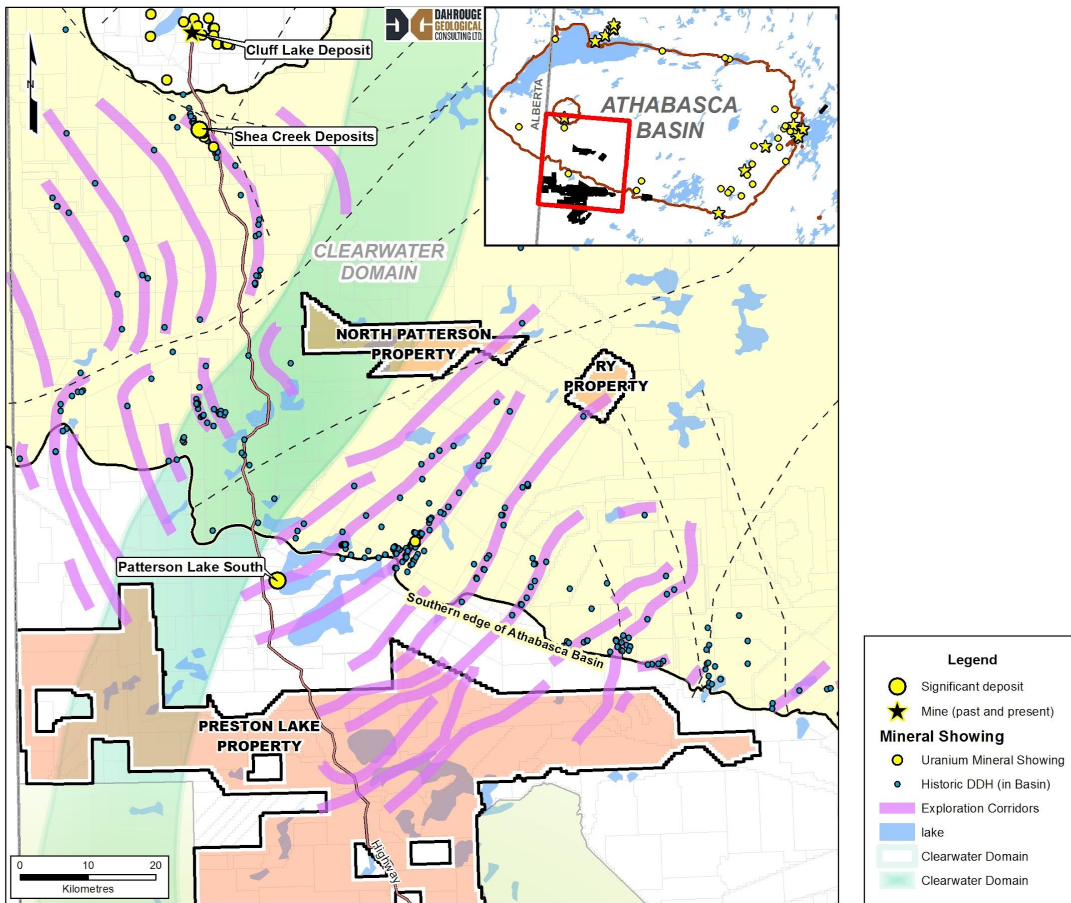 DAHROUGE
GEOLOGICAL
CONSULTING LTD.
Cluff Lake Deposit
N
Shea Creek Deposits
ALBERTA
ATHABASCA
BASIN
CLEARWATER
DOMAIN
NORTH PATTERSON
PROPERTY
RY
PROPERTY
Patterson Lake South
Southern edge of Athabasca Basin
PRESTON LAKE
PROPERTY
Highway
0 10 20
Kilometres
Legend
Significant deposit
Mine (past and present)
Mineral Showing
Uranium Mineral Showing
Historic DDH (in Basin)
Exploration Corridors
lake
Clearwater Domain
Clearwater Domain